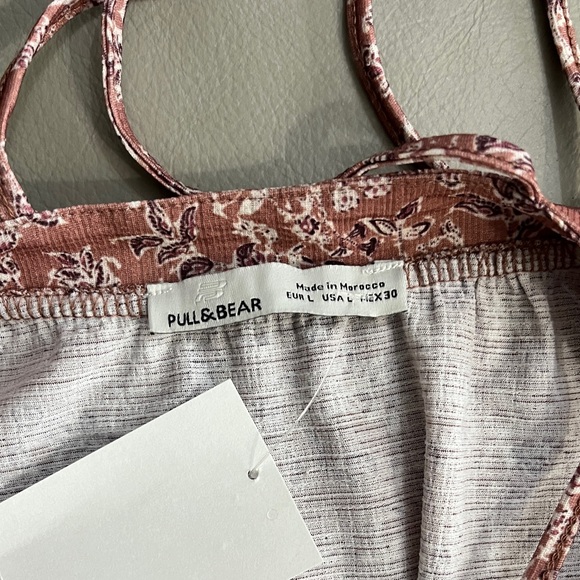 PULL&BEAR
Made in Morocco
EUR L USA L MEX30